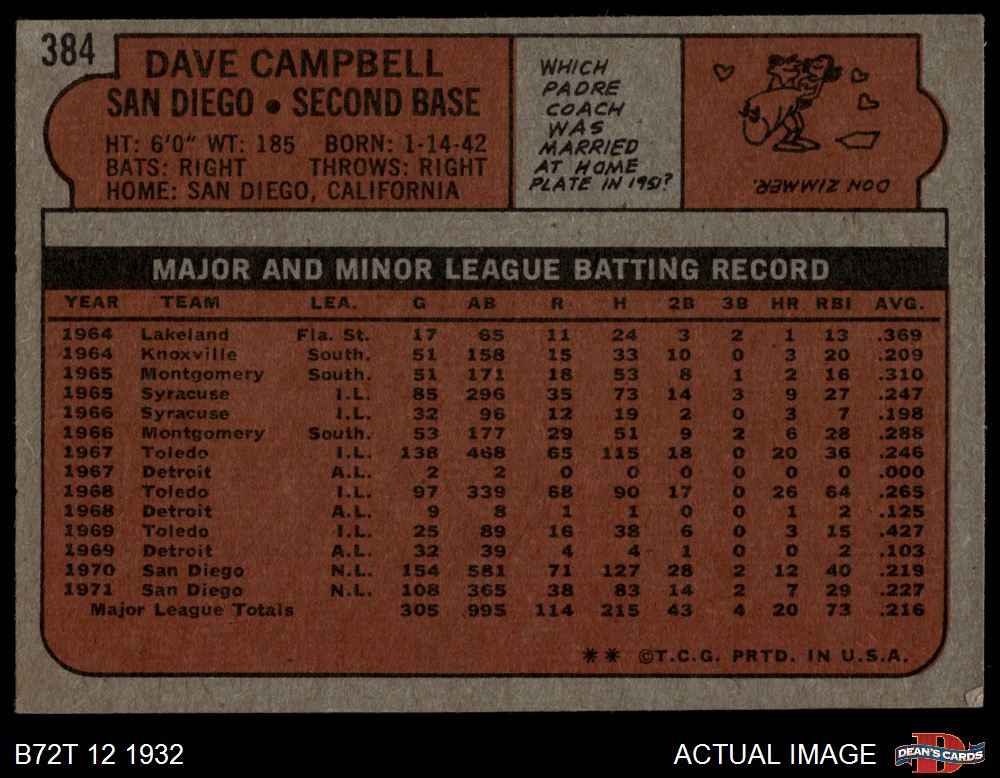 384
DAVE CAMPBELL
SAN DIEGO • SECOND BASE
HT: 6'0" WT: 185 BORN: 1-14-42
BATS: RIGHT THROWS: RIGHT
HOME: SAN DIEGO, CALIFORNIA
WHICH
PADRE
COACH
WAS
MARRIED
AT HOME
PLATE IN 1951?
DON ZIMMER.
MAJOR AND MINOR LEAGUE BATTING RECORD
YEAR TEAM LEA. G AB R H 2B 3B HR RBI AVG.
1964 Lakeland Fla. St. 17 65 11 24 3 2 1 13 .369
1964 Knoxville South. 51 158 15 33 10 0 3 20 .209
1965 Montgomery South. 51 171 18 53 8 1 2 16 .310
1965 Syracuse I.L. 85 296 35 73 14 3 9 27 .247
1966 Syracuse I.L. 32 96 12 19 2 0 3 7 .198
1966 Montgomery South. 53 177 29 51 9 2 6 28 .288
1967 Toledo I.L. 138 468 65 115 18 0 20 36 .246
1967 Detroit A.L. 2 2 0 0 0 0 0 0 .000
1968 Toledo I.L. 97 339 68 90 17 0 26 64 .265
1968 Detroit A.L. 9 8 1 1 0 0 1 2 .125
1969 Toledo I.L. 25 89 16 38 6 0 3 15 .427
1969 Detroit A.L. 32 39 4 4 1 0 0 2 .103
1970 San Diego N.L. 154 581 71 127 28 2 12 40 .219
1971 San Diego N.L. 108 365 38 83 14 2 7 29 .227
Major League Totals 305 995 114 215 43 4 20 73 .216
** ©T.C.G. PRTD. IN U.S.A.
B72T 12 1932
ACTUAL IMAGE
D
DEAN'S CARDS